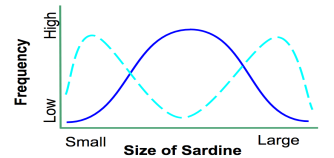 High
Frequency
Low
Small
Large
Size of Sardine